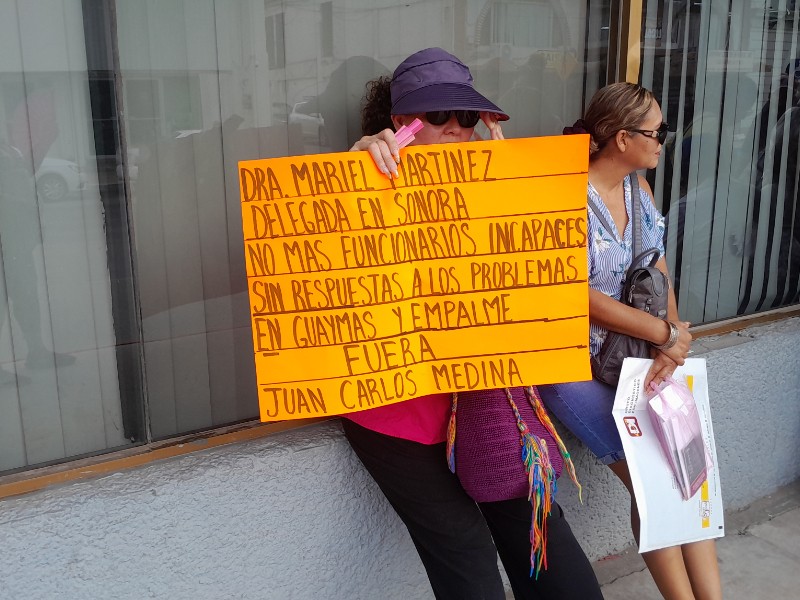 DRA. MARIEL MARTINEZ
DELEGADA EN SONORA
NO MAS FUNCIONARIOS INCAPACES
SIN RESPUESTAS A LOS PROBLEMAS
EN GUAYMAS Y EMPALME
FUERA
JUAN CARLOS MEDINA